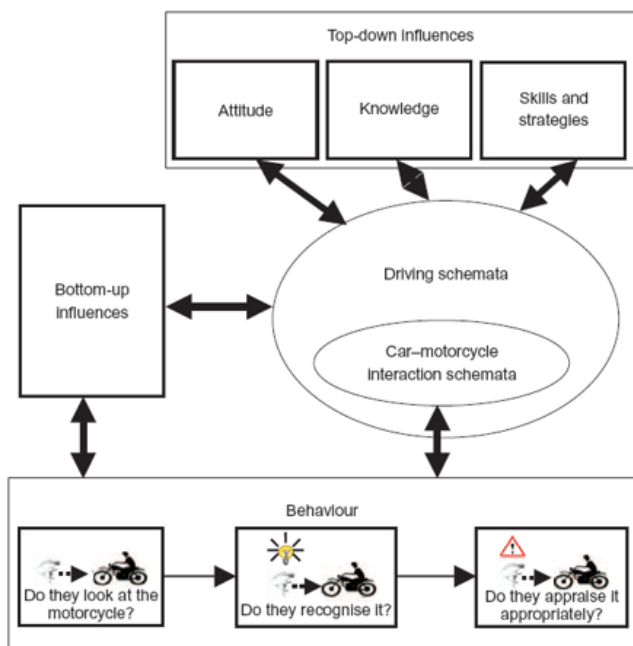 Top-down influences
Attitude
Knowledge
Skills and
strategies
Driving schemata
Bottom-up
influences
Car–motorcycle
interaction schemata
Behaviour
Do they look at the
motorcycle?
Do they recognise it?
Do they appraise it
appropriately?